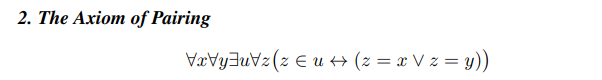 2. The Axiom of Pairing
∀x∀y∃u∀z(z ∈ u ↔ (z = x ∨ z = y))